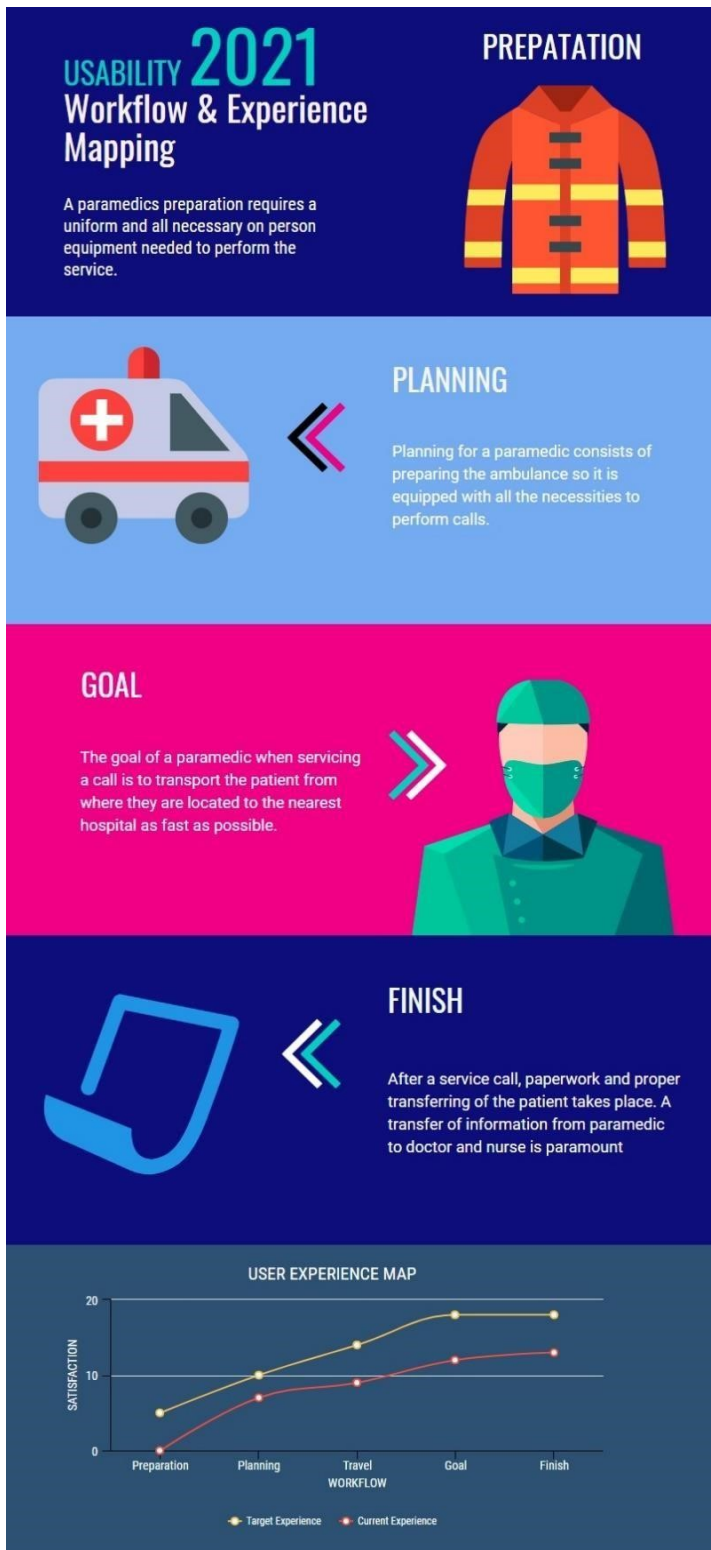 USABILITY 2021
Workflow & Experience
Mapping
A paramedics preparation requires a
uniform and all necessary on person
equipment needed to perform the
service.
PREPATATION
PLANNING
Planning for a paramedic consists of
preparing the ambulance so it is
equipped with all the necessities to
perform calls.
GOAL
The goal of a paramedic when servicing
a call is to transport the patient from
where they are located to the nearest
hospital as fast as possible.
FINISH
After a service call, paperwork and proper
transferring of the patient takes place. A
transfer of information from paramedic
to doctor and nurse is paramount
USER EXPERIENCE MAP
SATISFACTION
20
10
0
Preparation Planning Travel Goal Finish
WORKFLOW
Target Experience Current Experience